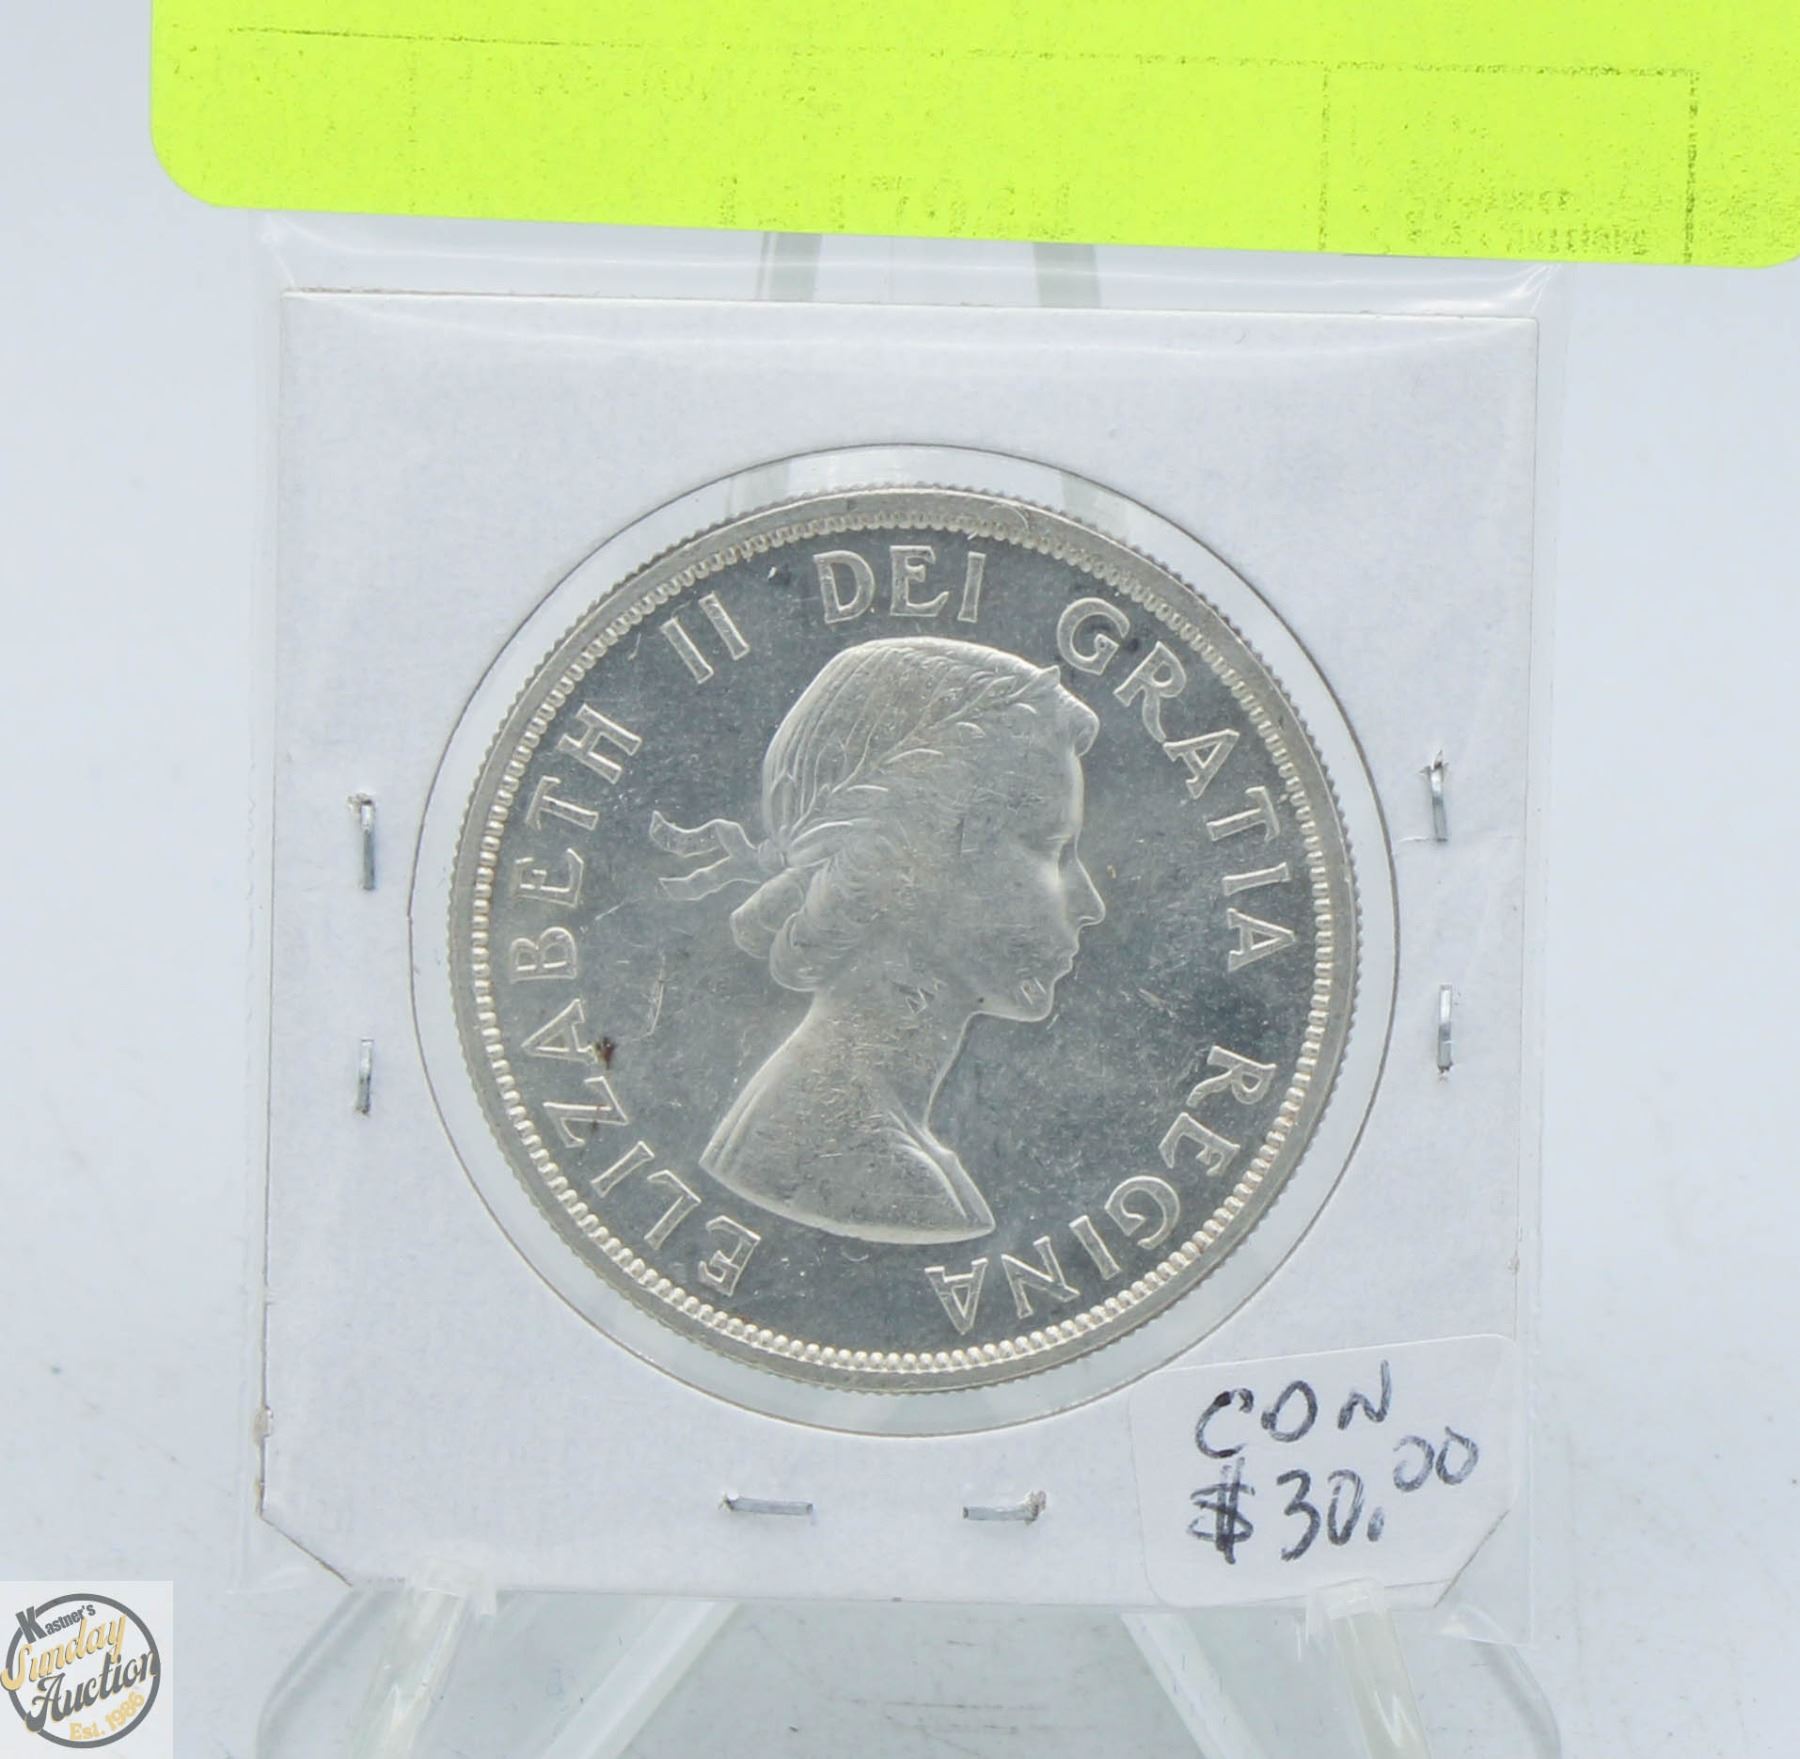 ELIZABETH II DEI GRATIA REGINA
CON
$30.00
Kastner's
Sunday
Auction
Est. 1986